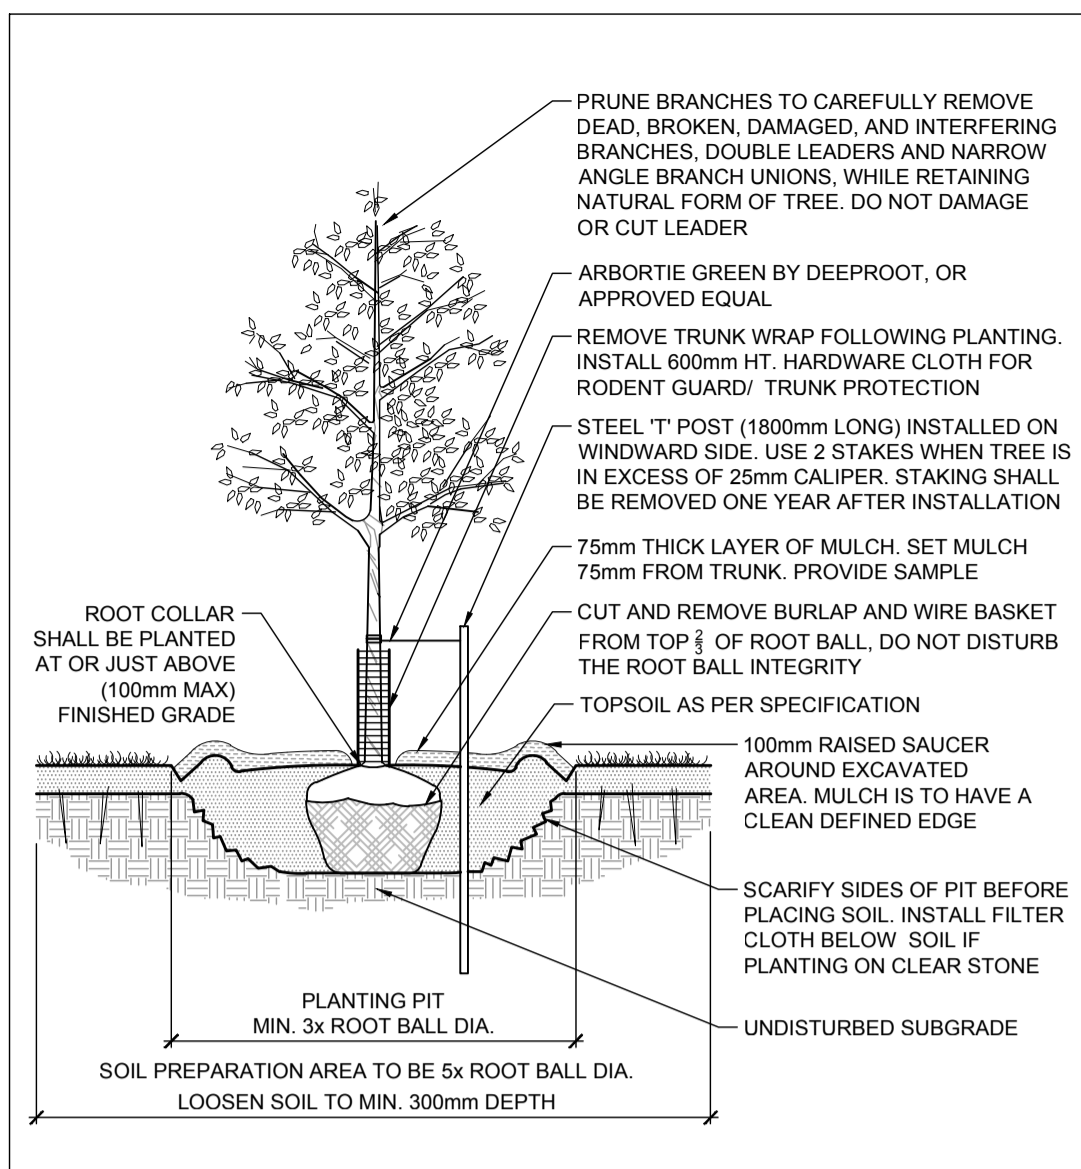 PRUNE BRANCHES TO CAREFULLY REMOVE
DEAD, BROKEN, DAMAGED, AND INTERFERING
BRANCHES, DOUBLE LEADERS AND NARROW
ANGLE BRANCH UNIONS, WHILE RETAINING
NATURAL FORM OF TREE. DO NOT DAMAGE
OR CUT LEADER
ARBORTIE GREEN BY DEEPROOT, OR
APPROVED EQUAL
REMOVE TRUNK WRAP FOLLOWING PLANTING.
INSTALL 600mm HT. HARDWARE CLOTH FOR
RODENT GUARD/ TRUNK PROTECTION
STEEL 'T' POST (1800mm LONG) INSTALLED ON
WINDWARD SIDE. USE 2 STAKES WHEN TREE IS
IN EXCESS OF 25mm CALIPER. STAKING SHALL
BE REMOVED ONE YEAR AFTER INSTALLATION
75mm THICK LAYER OF MULCH. SET MULCH
75mm FROM TRUNK. PROVIDE SAMPLE
CUT AND REMOVE BURLAP AND WIRE BASKET
FROM TOP 2/3 OF ROOT BALL, DO NOT DISTURB
THE ROOT BALL INTEGRITY
TOPSOIL AS PER SPECIFICATION
ROOT COLLAR
SHALL BE PLANTED
AT OR JUST ABOVE
(100mm MAX)
FINISHED GRADE
100mm RAISED SAUCER
AROUND EXCAVATED
AREA. MULCH IS TO HAVE A
CLEAN DEFINED EDGE
SCARIFY SIDES OF PIT BEFORE
PLACING SOIL. INSTALL FILTER
CLOTH BELOW SOIL IF
PLANTING ON CLEAR STONE
UNDISTURBED SUBGRADE
PLANTING PIT
MIN. 3x ROOT BALL DIA.
SOIL PREPARATION AREA TO BE 5x ROOT BALL DIA.
LOOSEN SOIL TO MIN. 300mm DEPTH